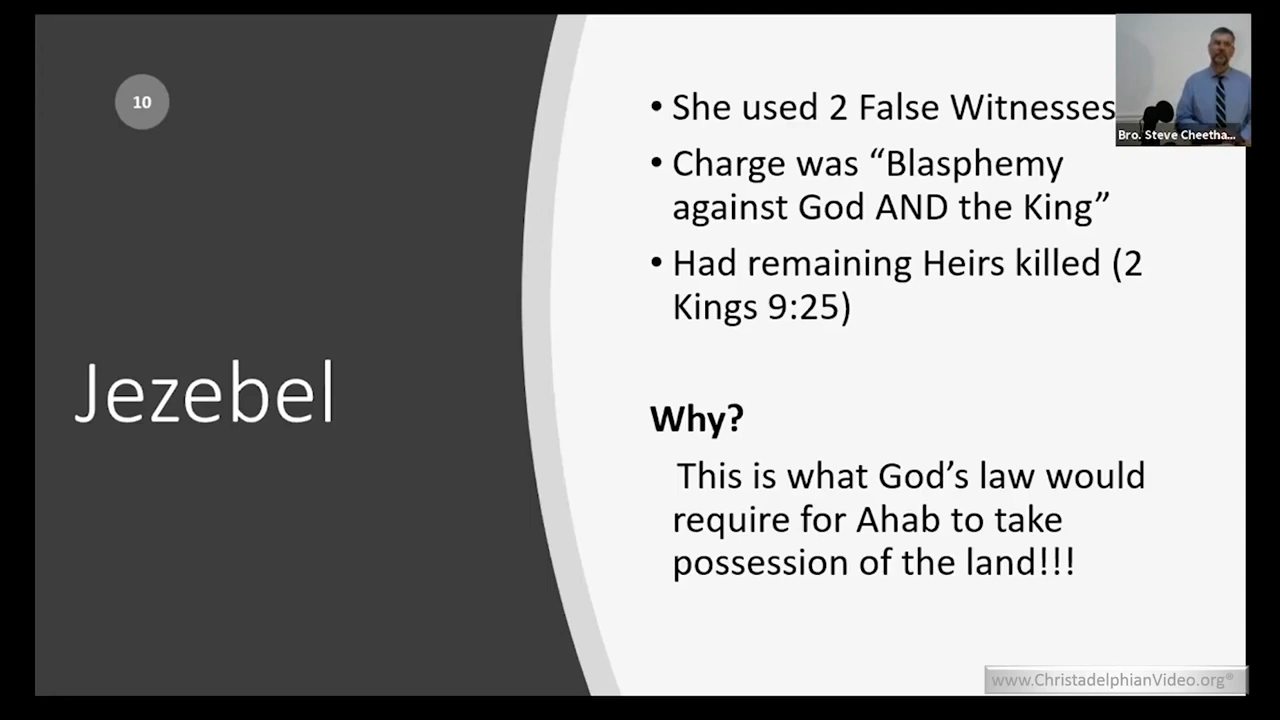 10
Jezebel
• She used 2 False Witnesses
• Charge was “Blasphemy
against God AND the King”
• Had remaining Heirs killed (2
Kings 9:25)
Why?
This is what God’s law would
require for Ahab to take
possession of the land!!!
Bro. Steve Cheetha...
www.ChristadelphianVideo.org®